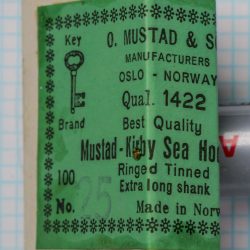 Key O. MUSTAD & S
MANUFACTURERS
OSLO - NORWAY
Qual. 1422
Brand Best Quality
Mustad - Kirby Sea Hoo
Ringed Tinned
100 Extra long shank
No. 25 Made in Norw
A